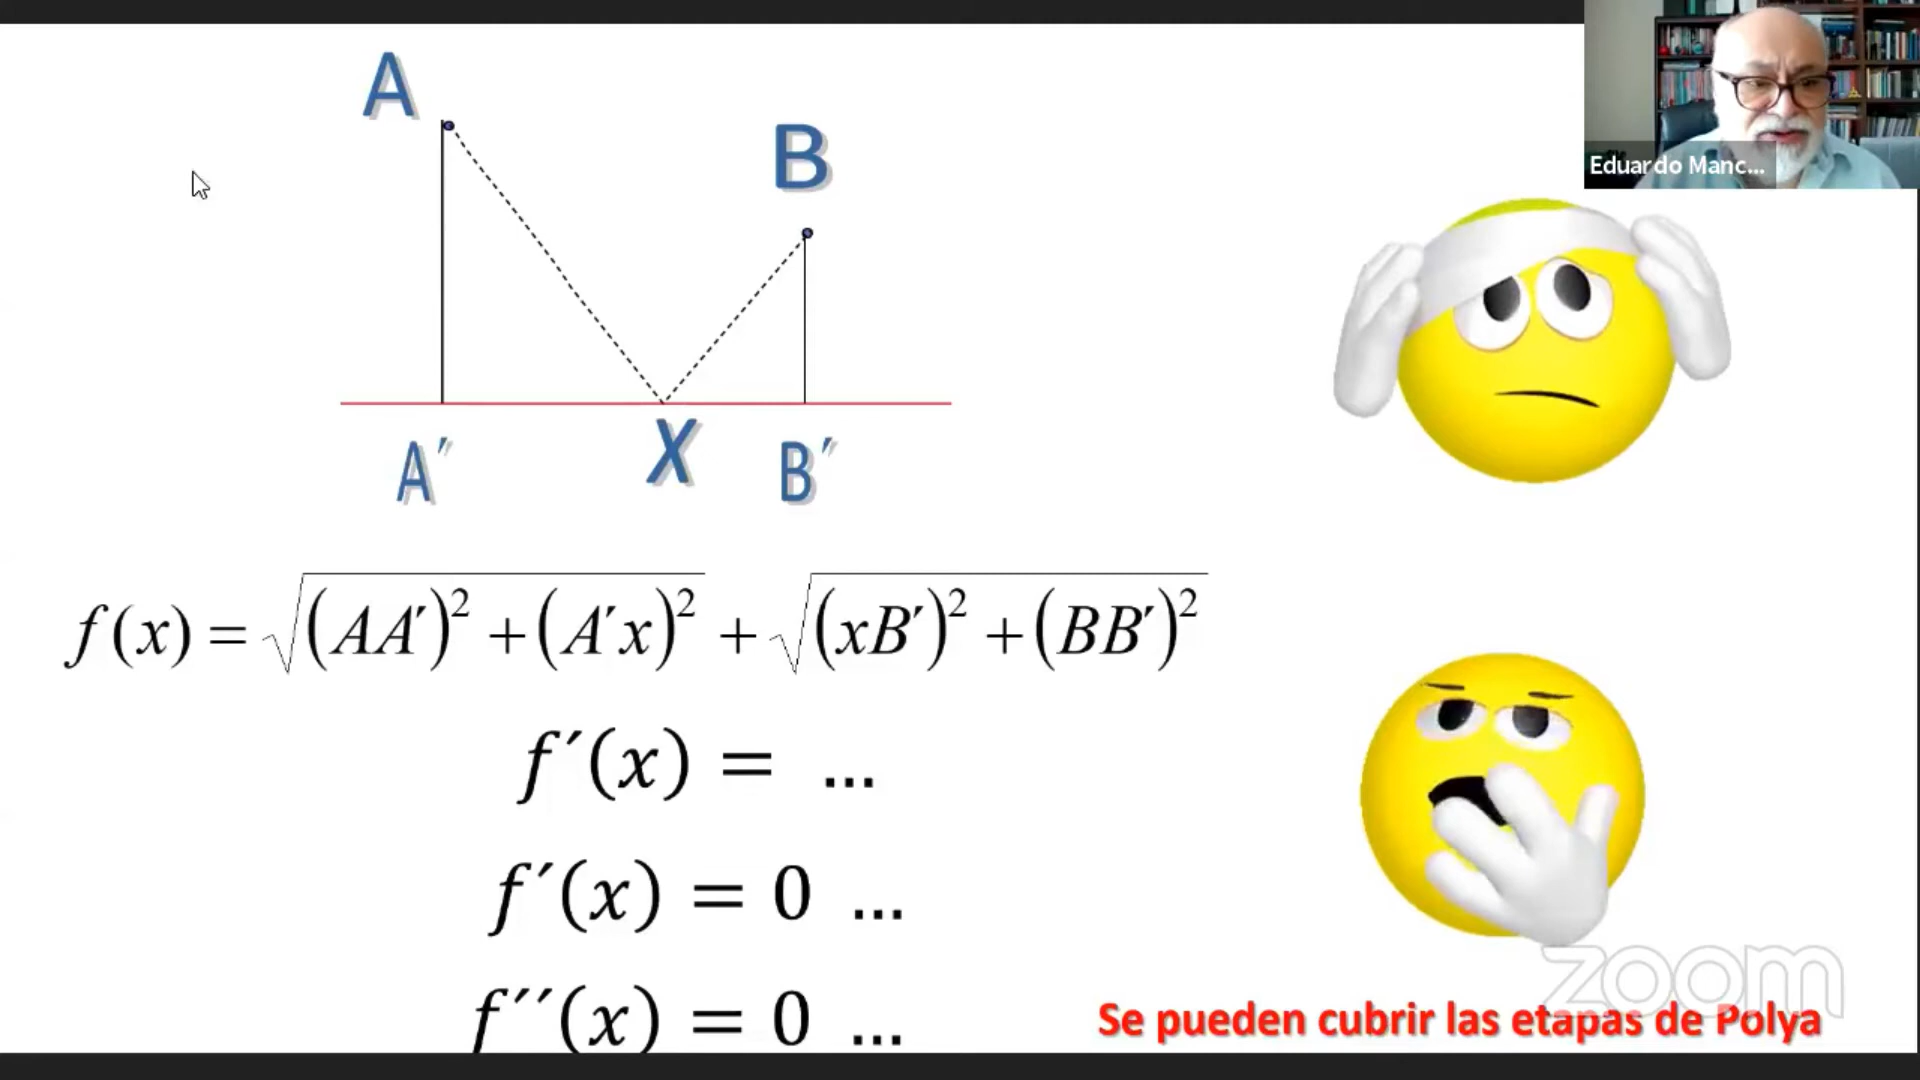 A
B
Eduardo Manc...
A´
X
B´
f(x) = √(AA′)² + (A′x)² + √(xB′)² + (BB′)²
f´(x) = ...
f´(x) = 0 ...
f´´(x) = 0 ...
zoom
Se pueden cubrir las etapas de Polya